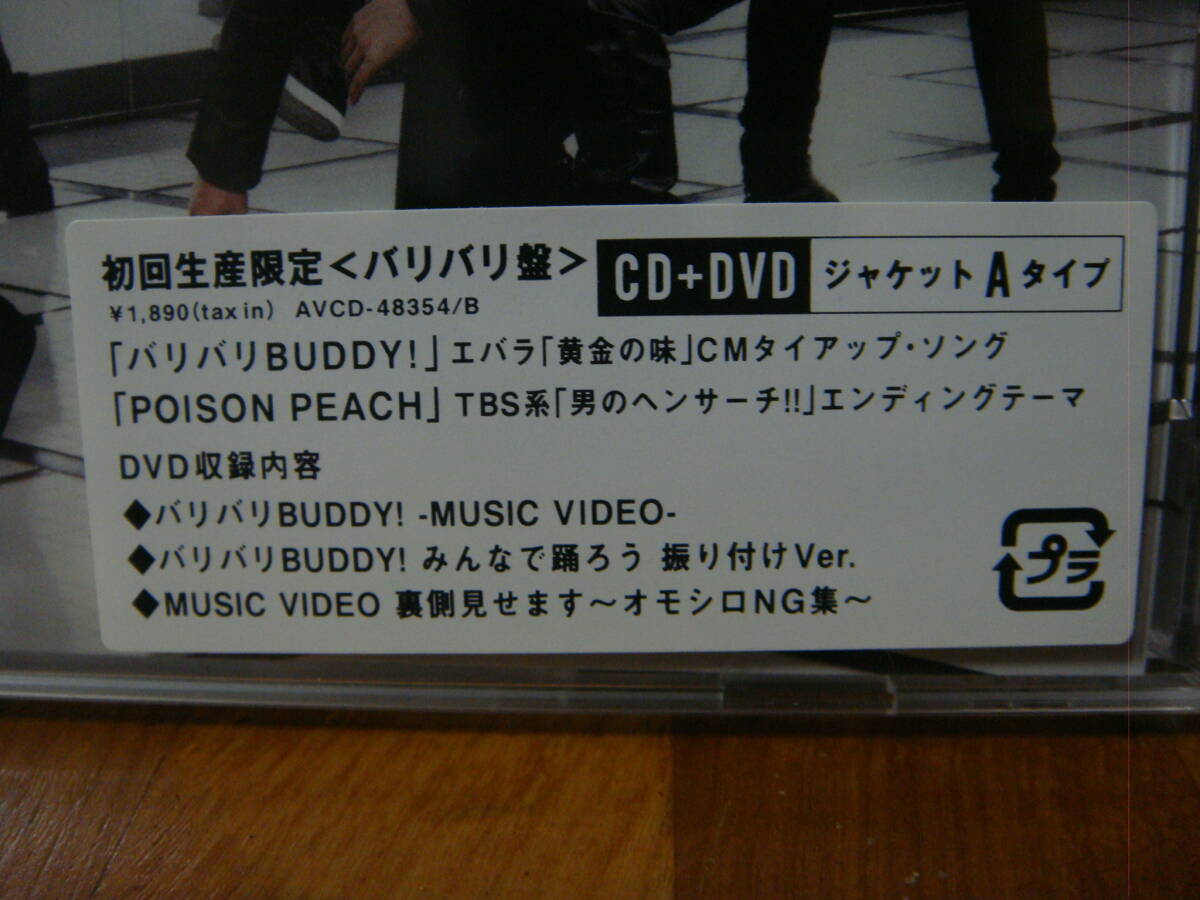 初回生産限定<バリバリ盤> CD+DVD ジャケットAタイプ
¥1,890(tax in) AVCD-48354/B
「バリバリBUDDY!」エバラ「黄金の味」CMタイアップ・ソング
「POISON PEACH」TBS系「男のヘンサーチ!!」エンディングテーマ
DVD収録内容
◆バリバリBUDDY! -MUSIC VIDEO-
◆バリバリBUDDY! みんなで踊ろう 振り付けVer.
◆MUSIC VIDEO 裏側見せます~オモシロNG集~
プラ